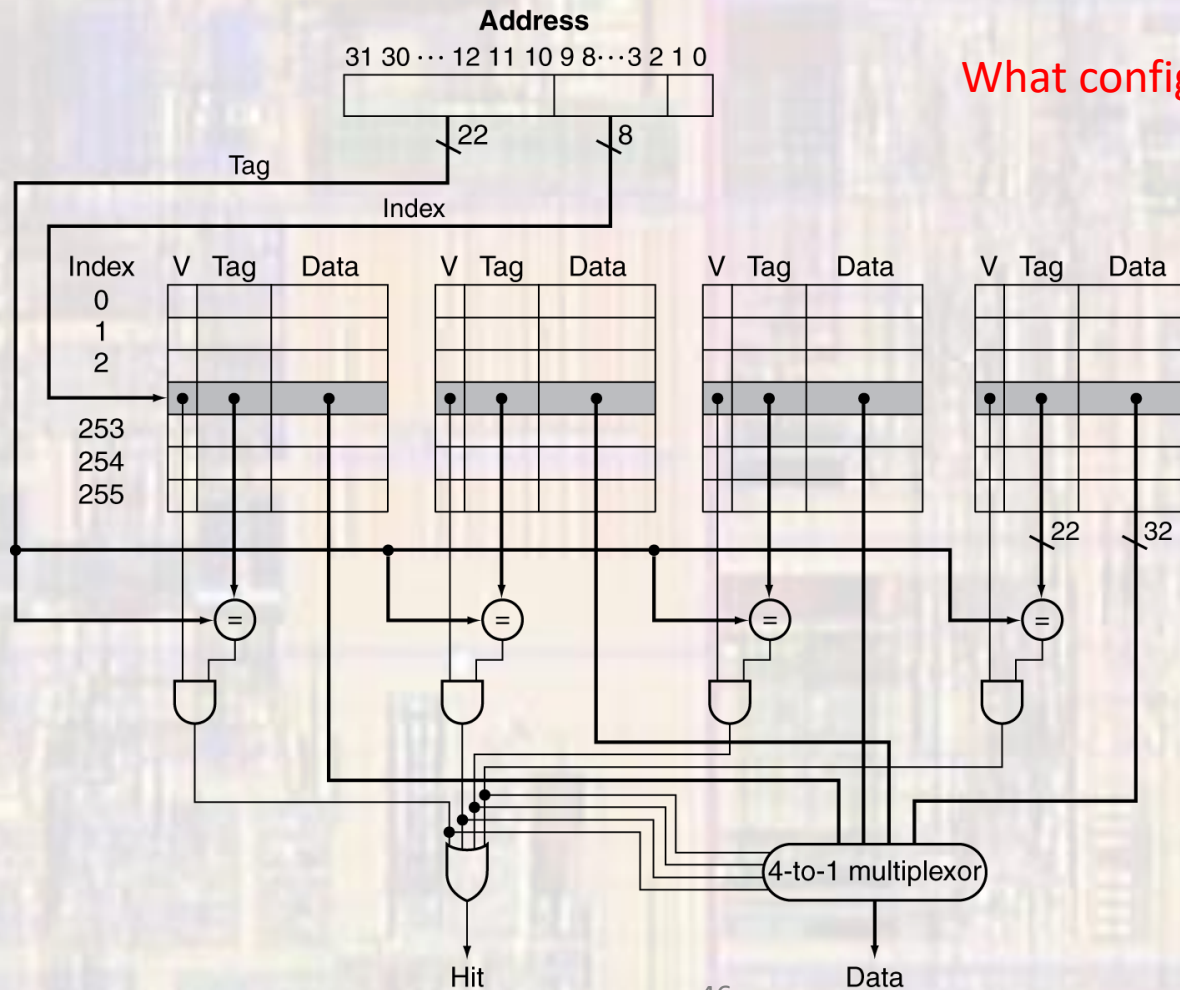 Address
31 30 ··· 12 11 10 9 8···3 2 1 0
What config
22
8
Tag
Index
Index V Tag Data V Tag Data V Tag Data V Tag Data
0
1
2
253
254
255
22 32
= = = =
4-to-1 multiplexor
Hit Data